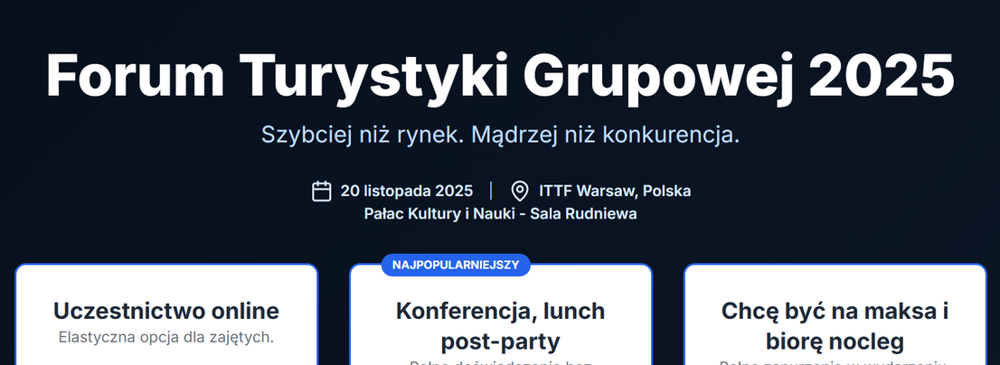 Forum Turystyki Grupowej 2025
Szybciej niż rynek. Mądrzej niż konkurencja.
20 listopada 2025 | ITTF Warsaw, Polska
Pałac Kultury i Nauki - Sala Rudniewa
Uczestnictwo online
Elastyczna opcja dla zajętych.
NAJPOPULARNIEJSZY
Konferencja, lunch
post-party
Chcę być na maksa i
biorę nocleg